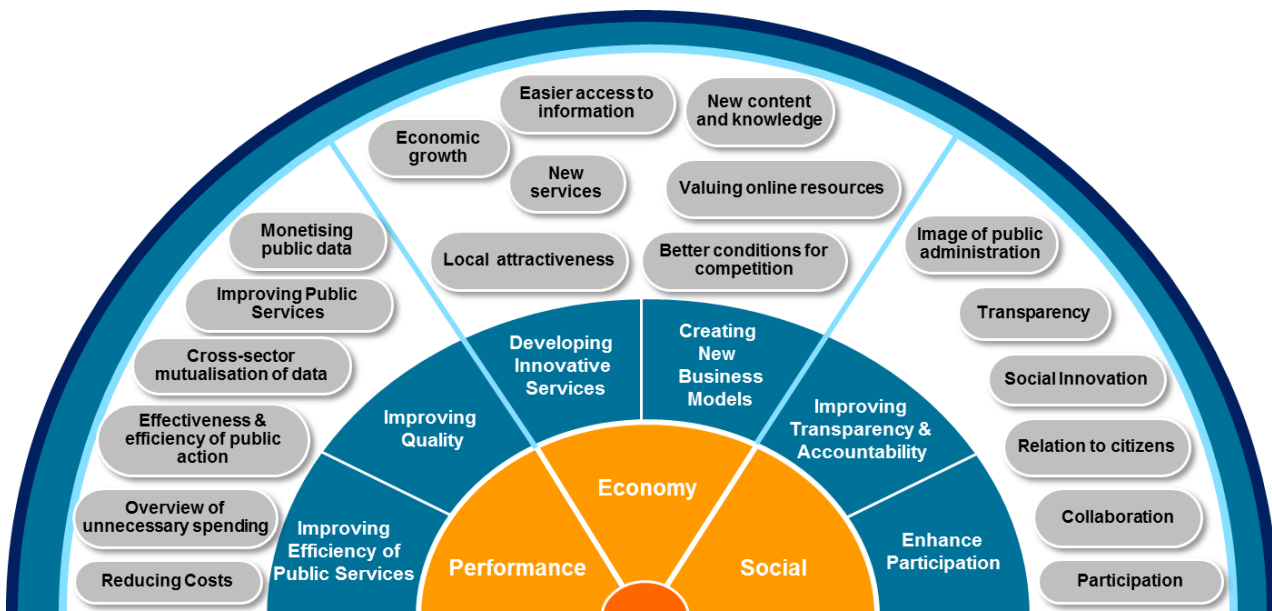 Easier access to
information
New content
and knowledge
Economic
growth
New
services
Valuing online resources
Monetising
public data
Local attractiveness
Better conditions for
competition
Image of public
administration
Improving Public
Services
Transparency
Cross-sector
mutualisation of data
Developing
Innovative
Services
Creating
New
Business
Models
Social Innovation
Effectiveness &
efficiency of public
action
Improving
Quality
Improving
Transparency &
Accountability
Relation to citizens
Overview of
unnecessary spending
Economy
Collaboration
Reducing Costs
Improving
Efficiency of
Public Services
Performance
Social
Enhance
Participation
Participation